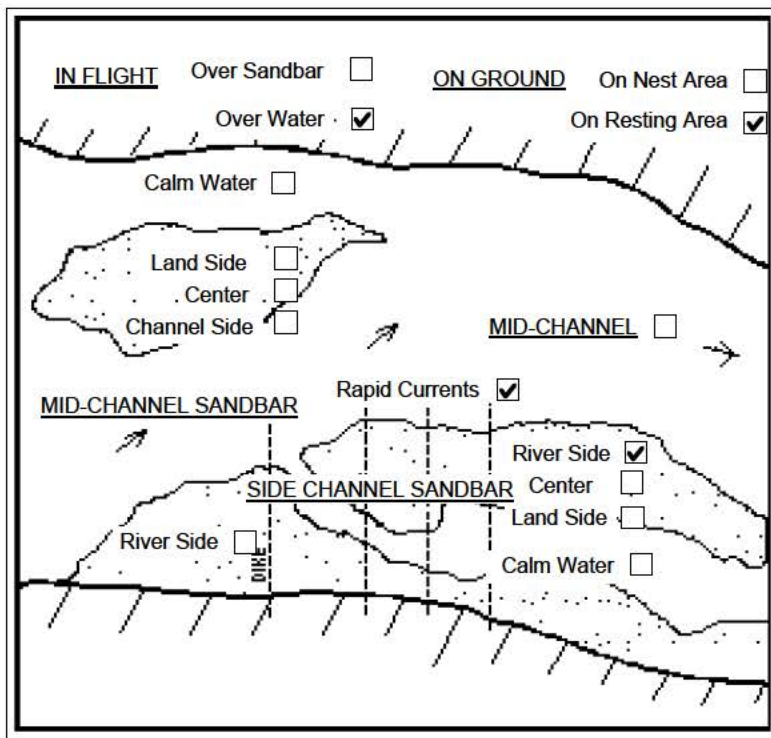 IN FLIGHT Over Sandbar ☐ ON GROUND On Nest Area ☐
Over Water ☑ On Resting Area ☑
Calm Water ☐
Land Side ☐
Center ☐
Channel Side ☐
MID-CHANNEL ☐
Rapid Currents ☑
MID-CHANNEL SANDBAR
River Side ☑
SIDE CHANNEL SANDBAR
Center ☐
Land Side ☐
River Side ☐
DIKE
Calm Water ☐